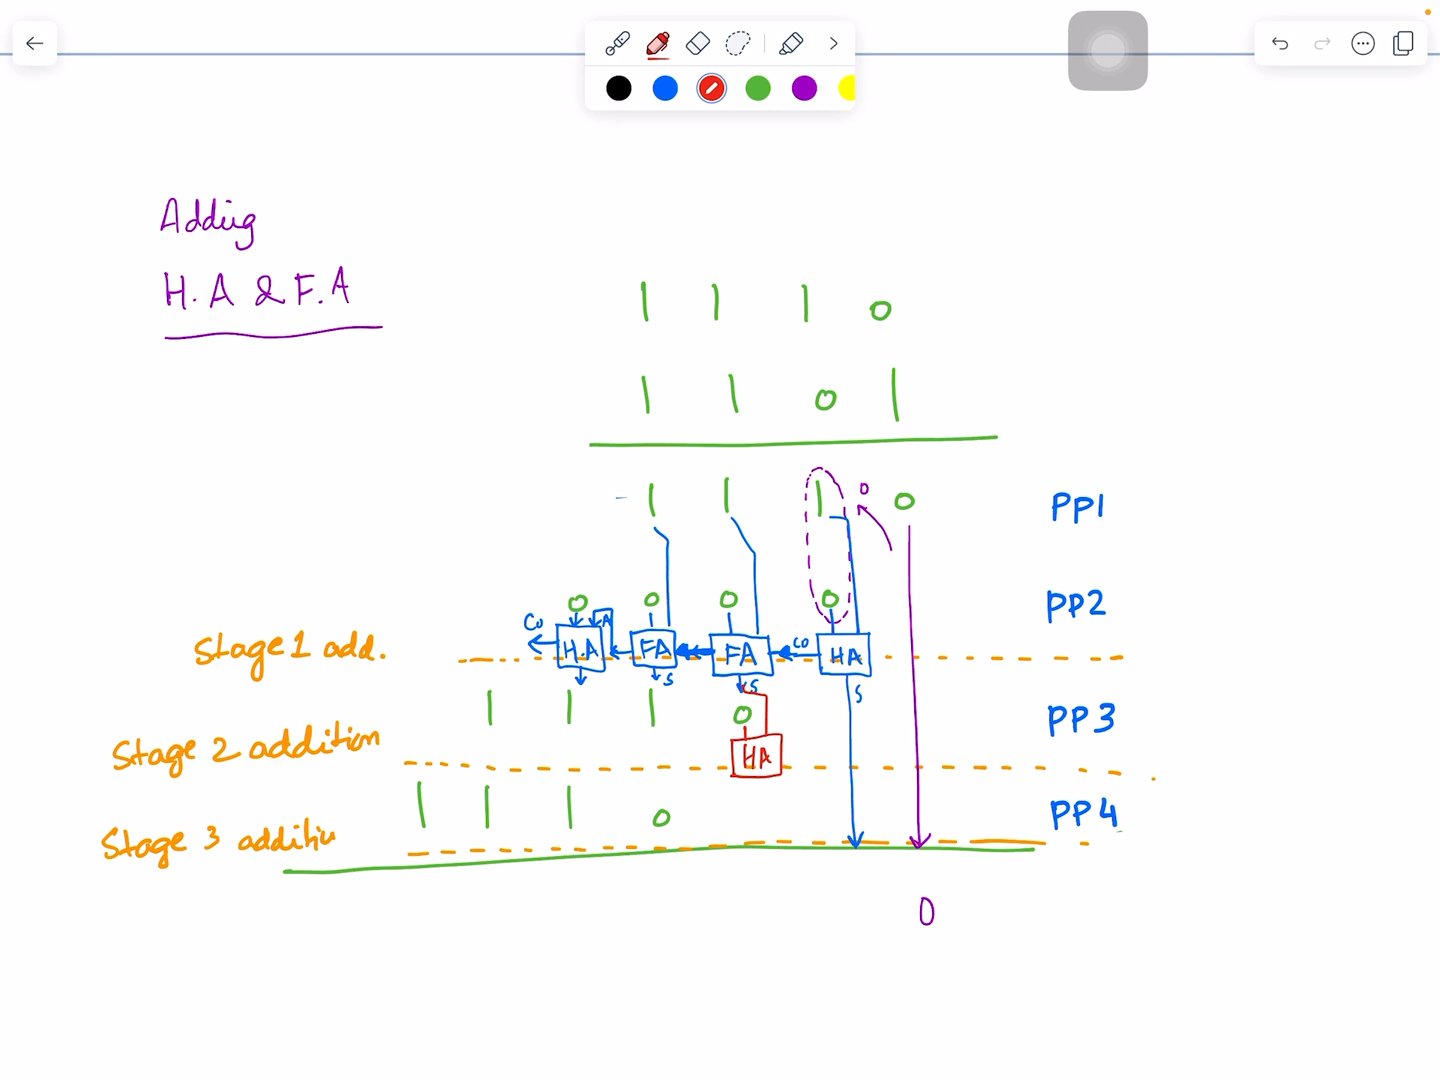 Adding
H.A & F.A
1 1 1 0
1 1 0 1
1 1 1 0 0 PP1
0 0 0 0 PP2
Co A Co
Stage 1 add. H.A FA FA HA
S S S
1 1 1 0 PP3
Stage 2 addition HA
1 1 1 0 PP4
Stage 3 additi
0